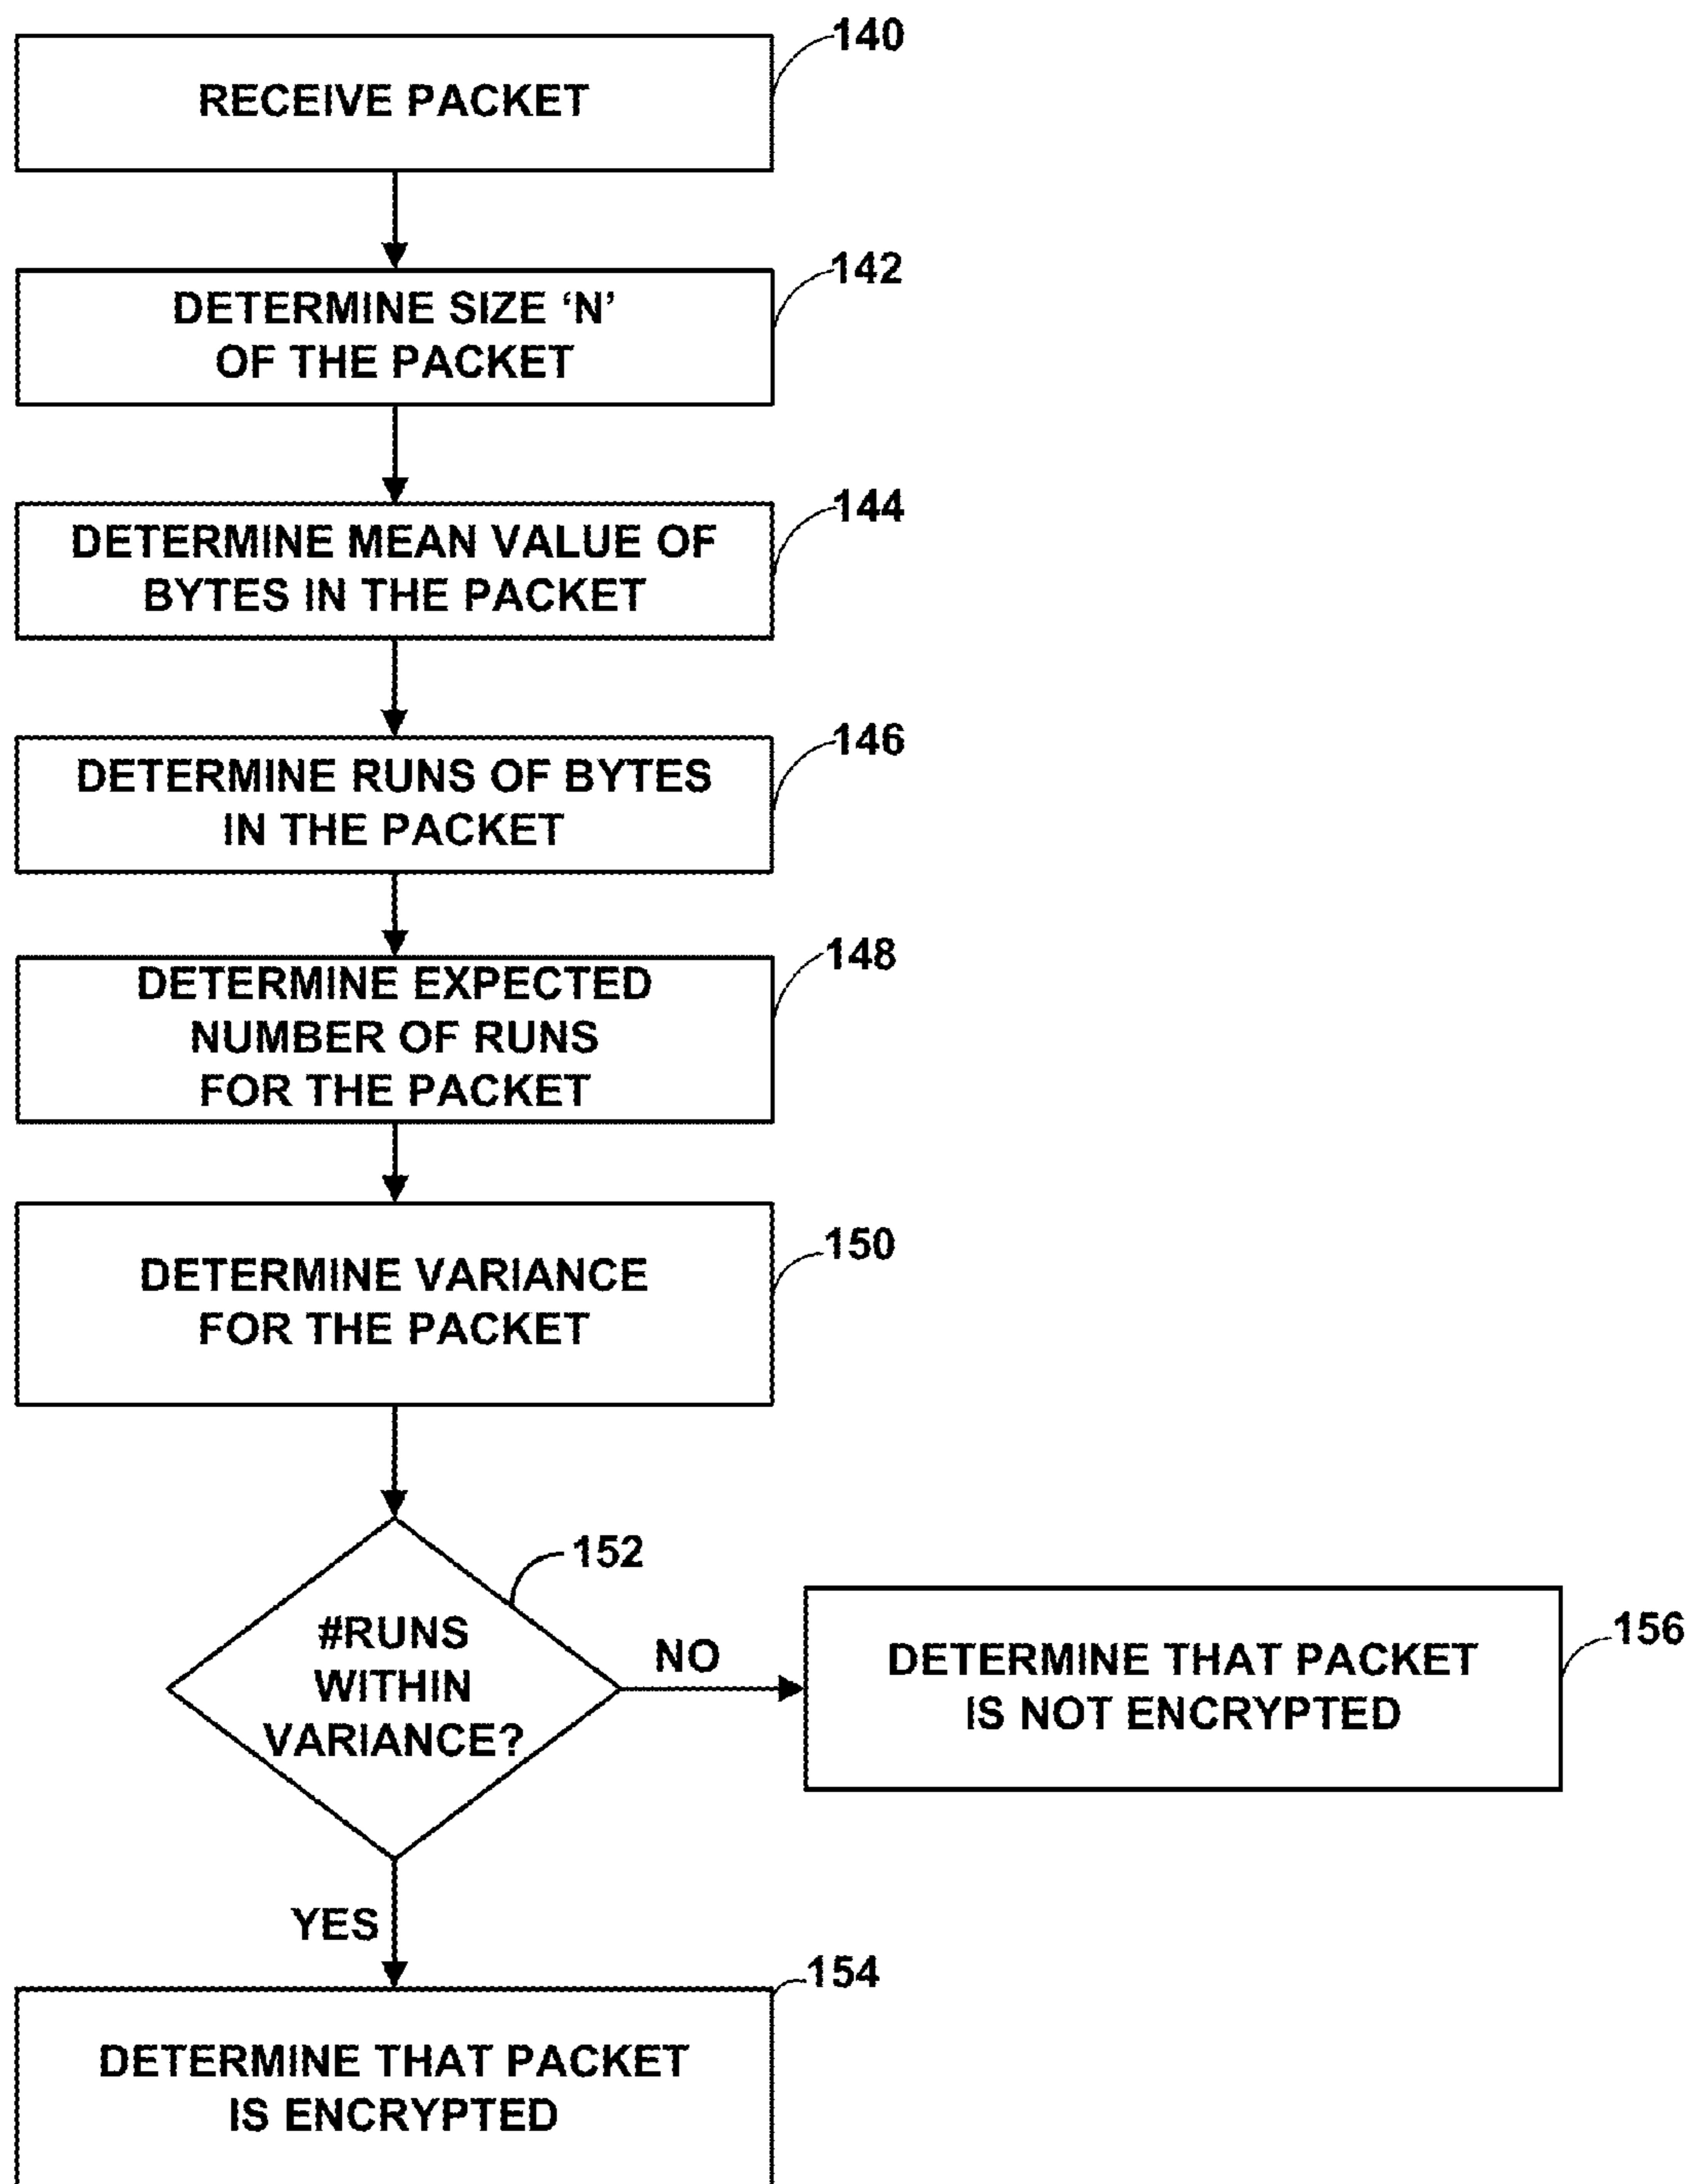 140
RECEIVE PACKET
142
DETERMINE SIZE ‘N’
OF THE PACKET
144
DETERMINE MEAN VALUE OF
BYTES IN THE PACKET
146
DETERMINE RUNS OF BYTES
IN THE PACKET
148
DETERMINE EXPECTED
NUMBER OF RUNS
FOR THE PACKET
150
DETERMINE VARIANCE
FOR THE PACKET
152
#RUNS
WITHIN
VARIANCE?
NO
156
DETERMINE THAT PACKET
IS NOT ENCRYPTED
YES
154
DETERMINE THAT PACKET
IS ENCRYPTED